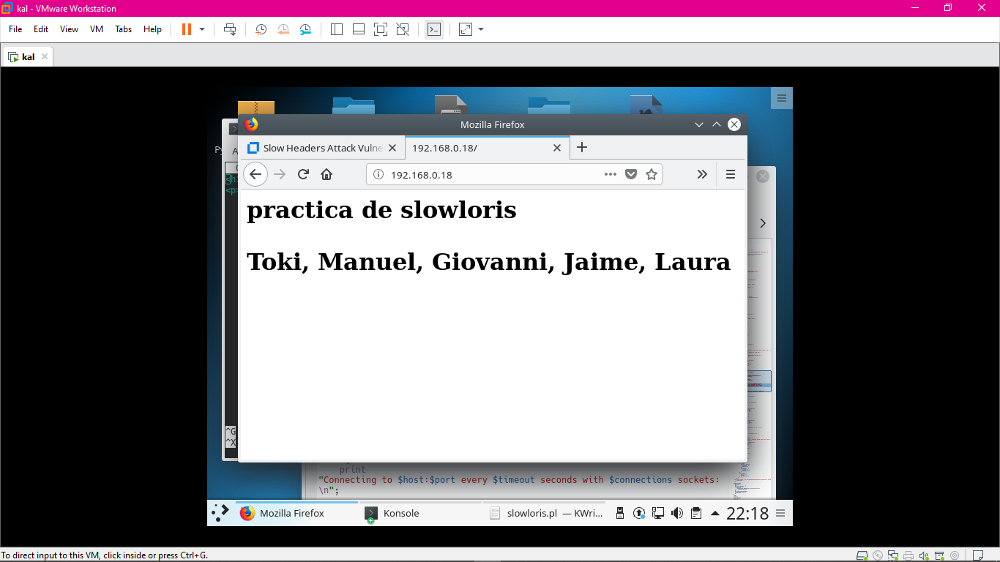 kal - VMware Workstation
File Edit View VM Tabs Help
kal
Mozilla Firefox
Slow Headers Attack Vulne
192.168.0.18/
192.168.0.18
practica de slowloris
Toki, Manuel, Giovanni, Jaime, Laura
<p>
^G
^X
print
"Connecting to $host:$port every $timeout seconds with $connections sockets:
\n";
Mozilla Firefox
Konsole
slowloris.pl — KWri...
22:18
To direct input to this VM, click inside or press Ctrl+G.